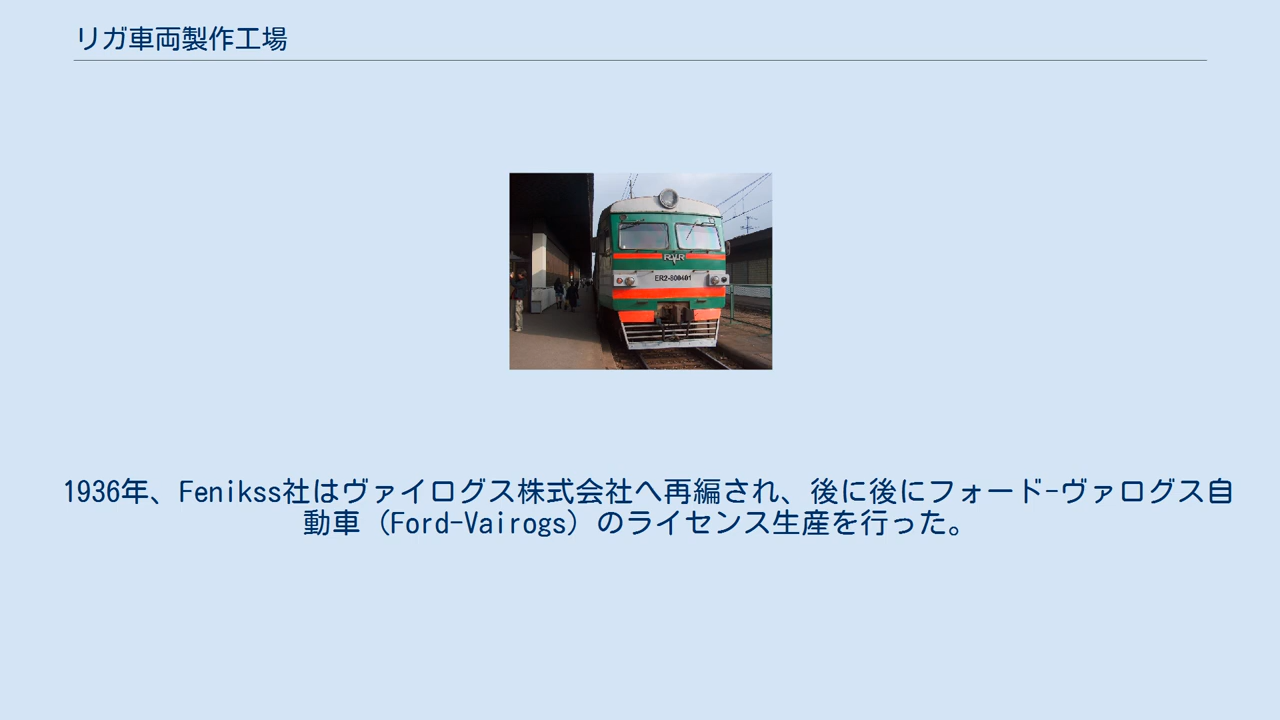 リガ車両製作工場
RVR
ER2-800401
1936年、Fenikss社はヴァイログス株式会社へ再編され、後に後にフォード-ヴァログス自
動車（Ford-Vairogs）のライセンス生産を行った。